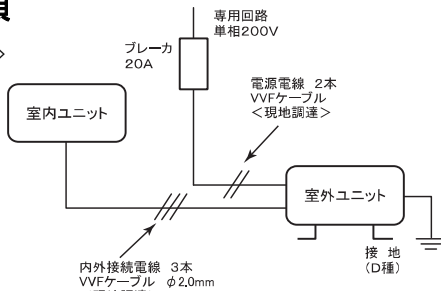 専用回路
単相200V
ブレーカ
20A
電源電線 2本
VVFケーブル
<現地調達>
室内ユニット
室外ユニット
接 地
(D種)
内外接続電線 3本
VVFケーブル φ2.0mm